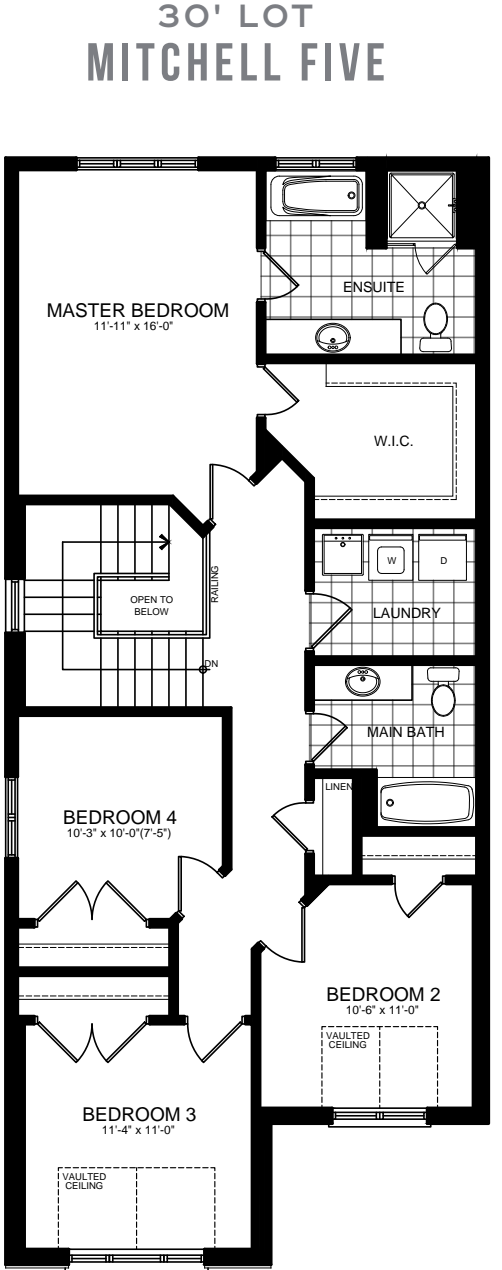 30' LOT
MITCHELL FIVE
ENSUITE
MASTER BEDROOM
11'-11" x 16'-0"
W.I.C.
W
D
RAILING
OPEN TO
BELOW
LAUNDRY
DN
MAIN BATH
LINEN
BEDROOM 4
10'-3" x 10'-0"(7'-5")
BEDROOM 2
10'-6" x 11'-0"
VAULTED
CEILING
BEDROOM 3
11'-4" x 11'-0"
VAULTED
CEILING